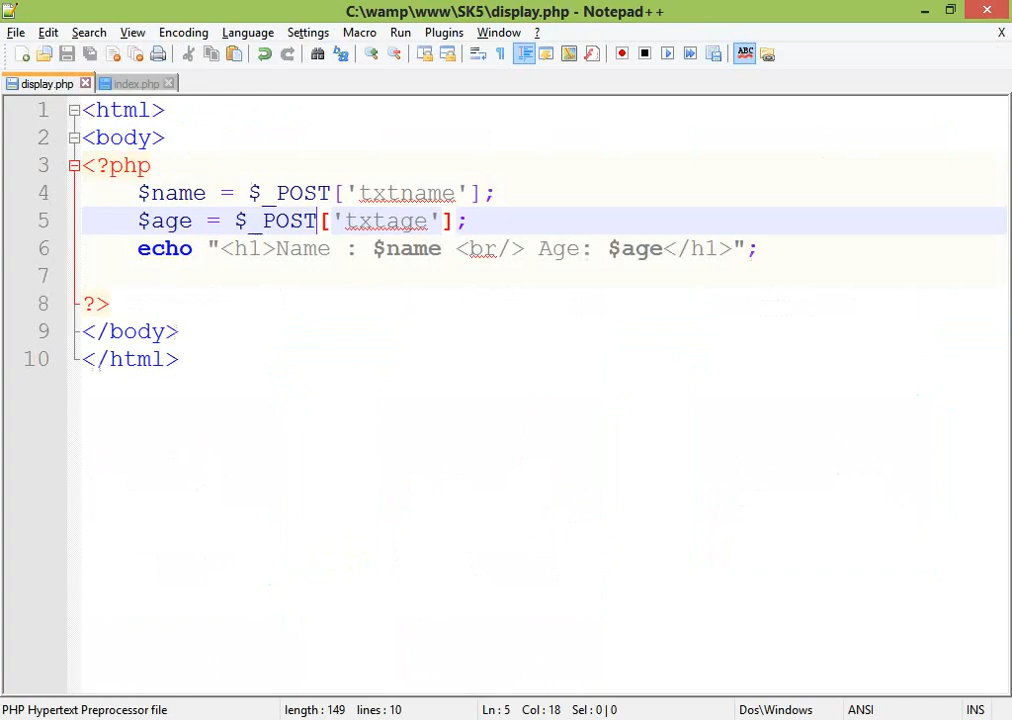 C:\wamp\www\SK5\display.php - Notepad++
File Edit Search View Encoding Language Settings Macro Run Plugins Window ? X
display.php index.php
1 <html>
2 <body>
3 <?php
4 $name = $_POST['txtname'];
5 $age = $_POST['txtage'];
6 echo "<h1>Name : $name <br/> Age: $age</h1>";
7
8 ?>
9 </body>
10 </html>
PHP Hypertext Preprocessor file length : 149 lines : 10 Ln : 5 Col : 18 Sel : 0 | 0 Dos\Windows ANSI INS